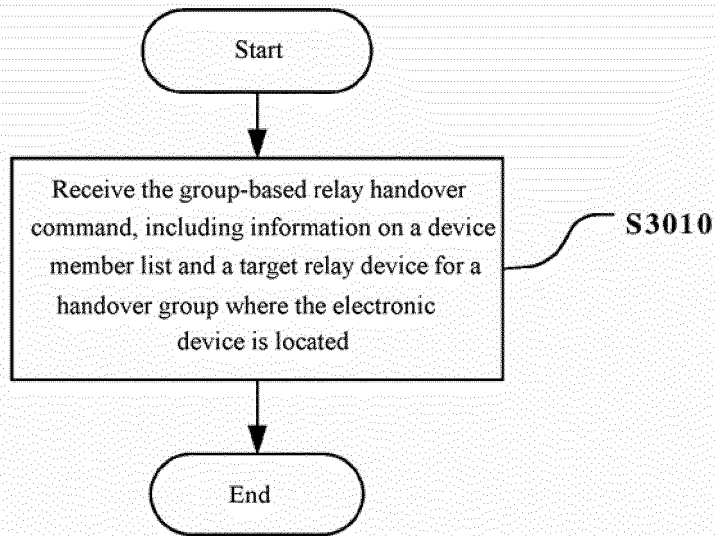 Start
Receive the group-based relay handover
command, including information on a device
member list and a target relay device for a
handover group where the electronic
device is located
S3010
End